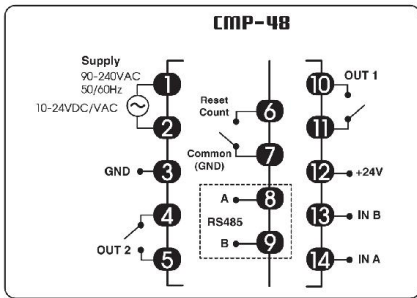 CMP-48
Supply
90-240VAC
50/60Hz
10-24VDC/VAC
1
2
GND
3
4
OUT 2
5
Reset
Count
6
Common
(GND)
7
A
8
RS485
B
9
10
OUT 1
11
12
+24V
13
IN B
14
IN A